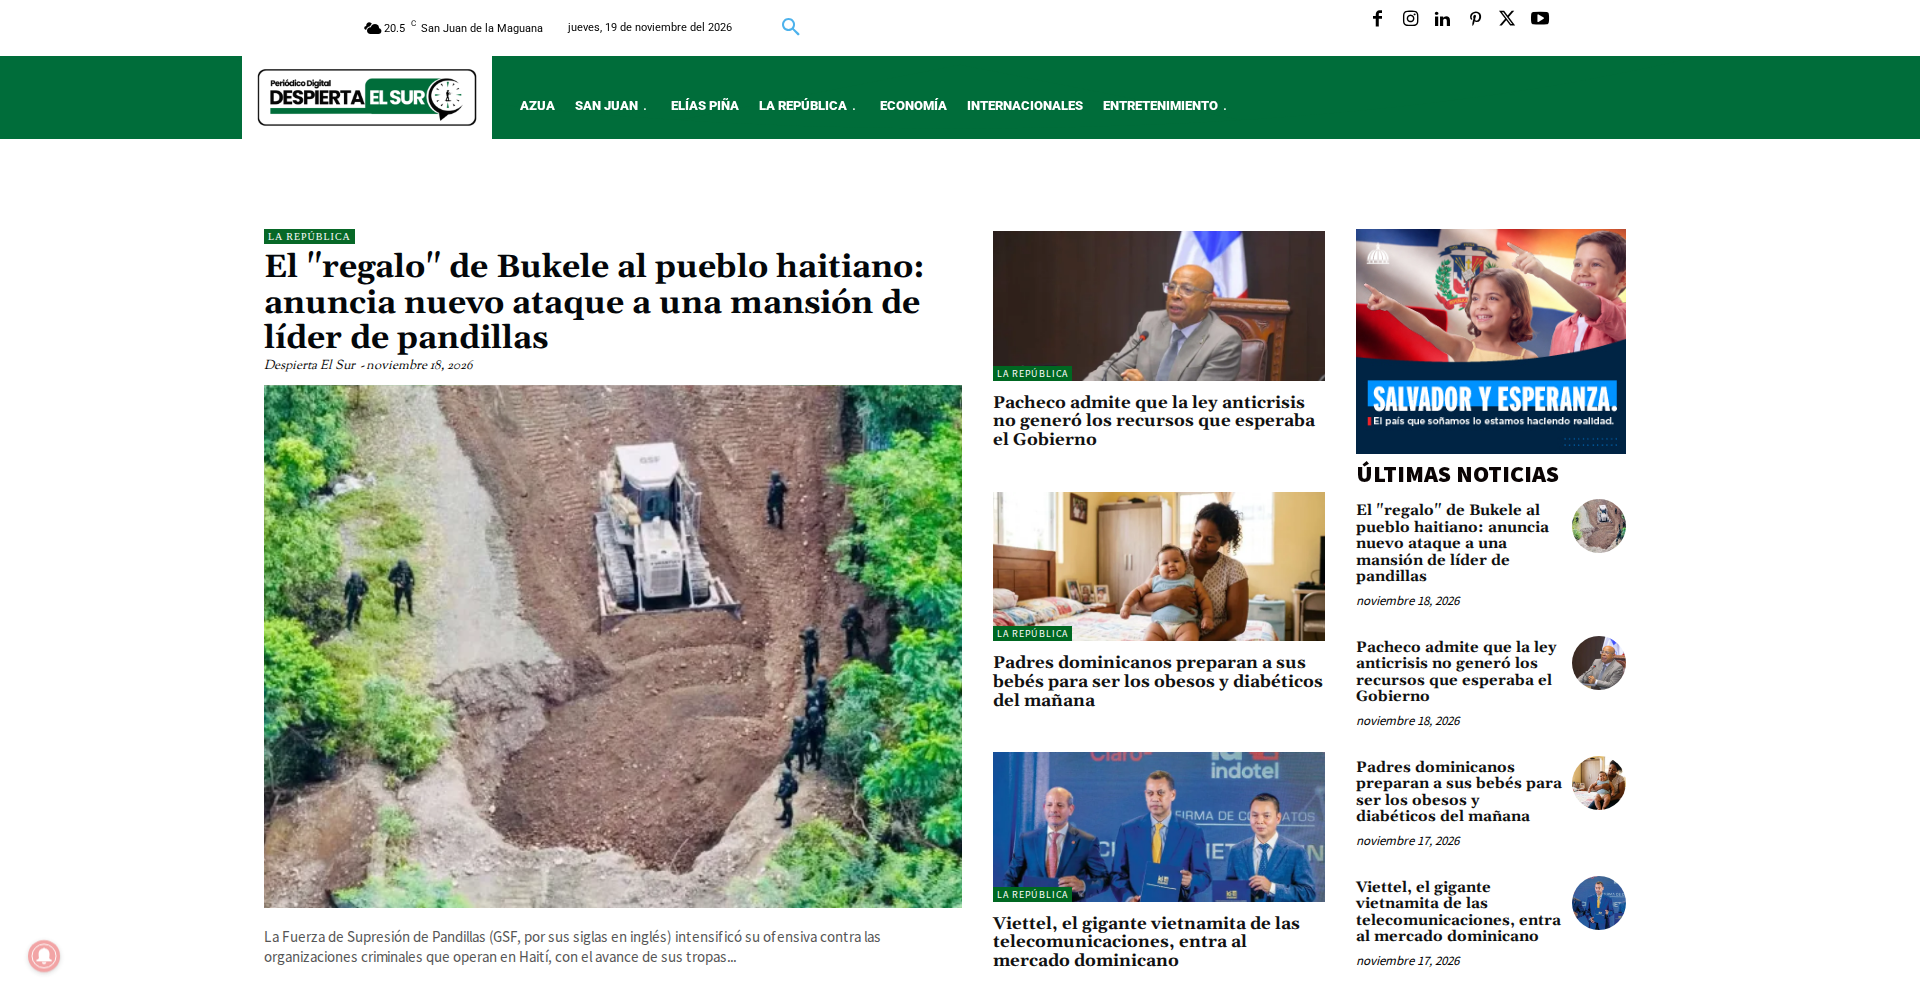 20.5 C San Juan de la Maguana
jueves, 19 de noviembre del 2026
Periódico Digital
DESPIERTA EL SUR
AZUA
SAN JUAN .
ELÍAS PIÑA
LA REPÚBLICA .
ECONOMÍA
INTERNACIONALES
ENTRETENIMIENTO .
LA REPÚBLICA
El "regalo" de Bukele al pueblo haitiano:
anuncia nuevo ataque a una mansión de
líder de pandillas
Despierta El Sur - noviembre 18, 2026
GSF
La Fuerza de Supresión de Pandillas (GSF, por sus siglas en inglés) intensificó su ofensiva contra las
organizaciones criminales que operan en Haití, con el avance de sus tropas...
LA REPÚBLICA
Pacheco admite que la ley anticrisis
no generó los recursos que esperaba
el Gobierno
LA REPÚBLICA
Padres dominicanos preparan a sus
bebés para ser los obesos y diabéticos
del mañana
Claro
indotel
FIRMA DE CONTRATOS
LA REPÚBLICA
Viettel, el gigante vietnamita de las
telecomunicaciones, entra al
mercado dominicano
SALVADOR Y ESPERANZA.
El país que soñamos lo estamos haciendo realidad.
ÚLTIMAS NOTICIAS
El "regalo" de Bukele al
pueblo haitiano: anuncia
nuevo ataque a una
mansión de líder de
pandillas
noviembre 18, 2026
Pacheco admite que la ley
anticrisis no generó los
recursos que esperaba el
Gobierno
noviembre 18, 2026
Padres dominicanos
preparan a sus bebés para
ser los obesos y
diabéticos del mañana
noviembre 17, 2026
Viettel, el gigante
vietnamita de las
telecomunicaciones, entra
al mercado dominicano
noviembre 17, 2026